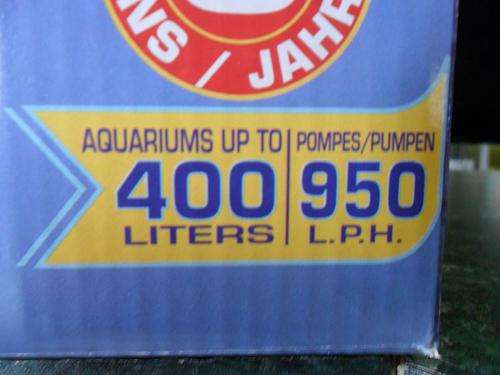 NS / JAHR
AQUARIUMS UP TO
400
LITERS
POMPES/PUMPEN
950
L.P.H.